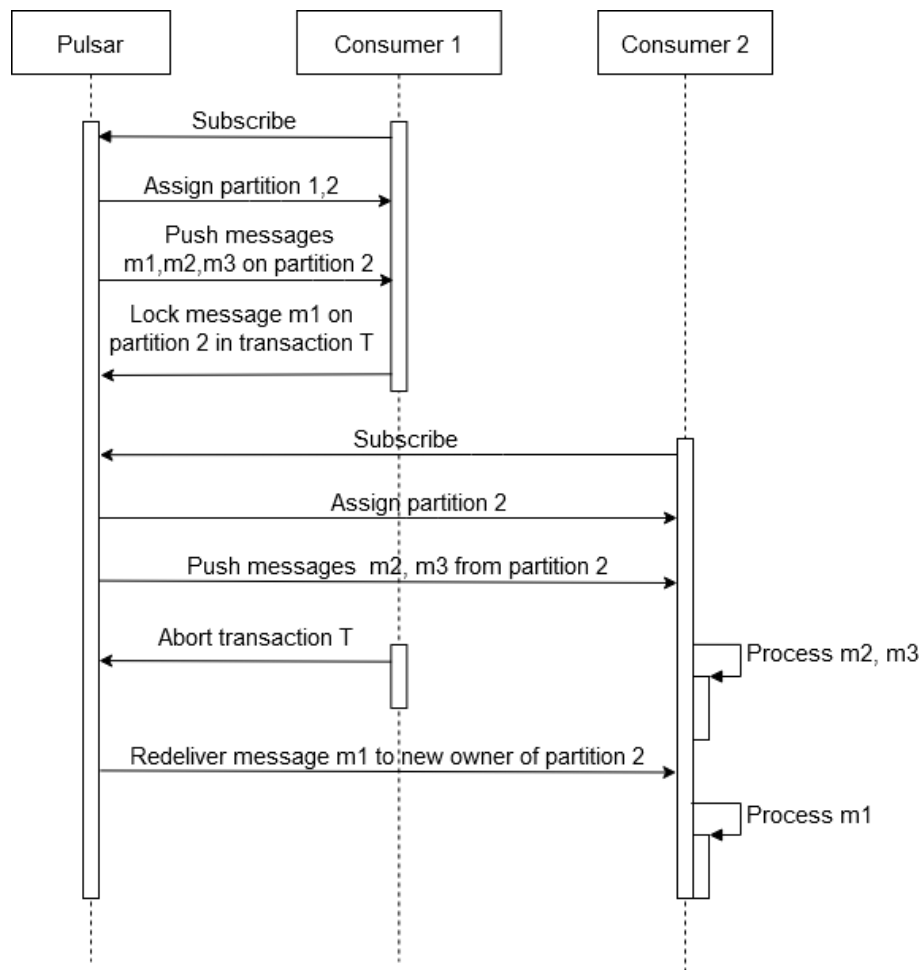 Pulsar
Consumer 1
Consumer 2
Subscribe
Assign partition 1,2
Push messages
m1,m2,m3 on partition 2
Lock message m1 on
partition 2 in transaction T
Subscribe
Assign partition 2
Push messages m2, m3 from partition 2
Abort transaction T
Process m2, m3
Redeliver message m1 to new owner of partition 2
Process m1